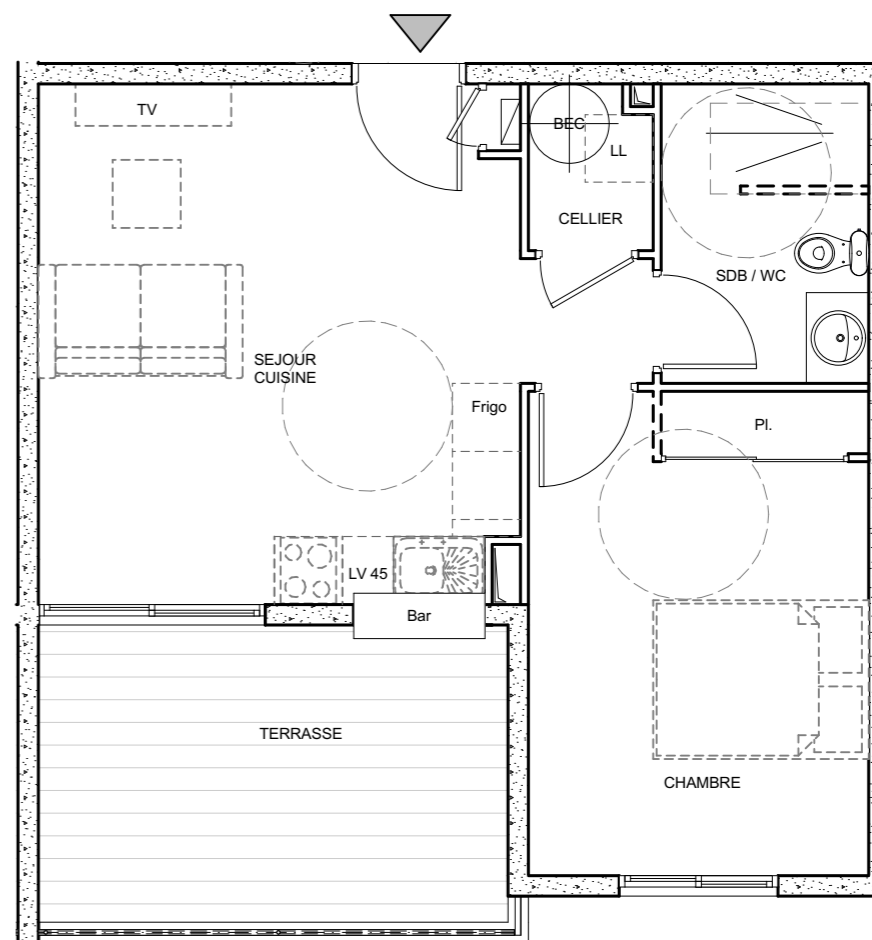 TV
BEC
LL
CELLIER
SDB / WC
SEJOUR
CUISINE
Frigo
Pl.
LV 45
Bar
TERRASSE
CHAMBRE